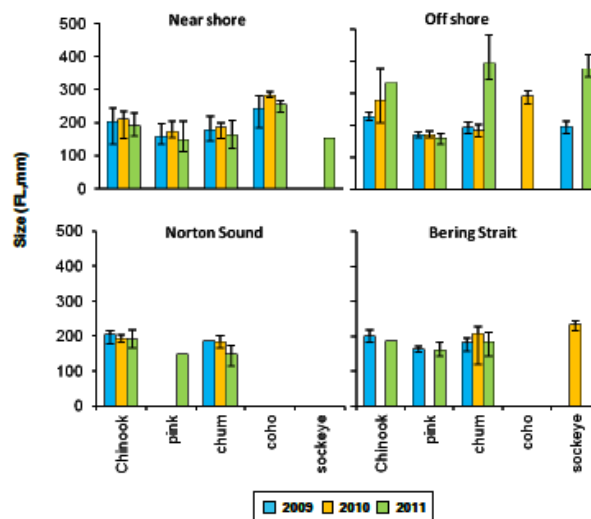 Near shore
Off shore
500
400
300
200
100
0
Norton Sound
Bering Strait
500
400
300
200
100
0
Size (FL,mm)
Chinook
pink
chum
coho
sockeye
Chinook
pink
chum
coho
sockeye
2009
2010
2011